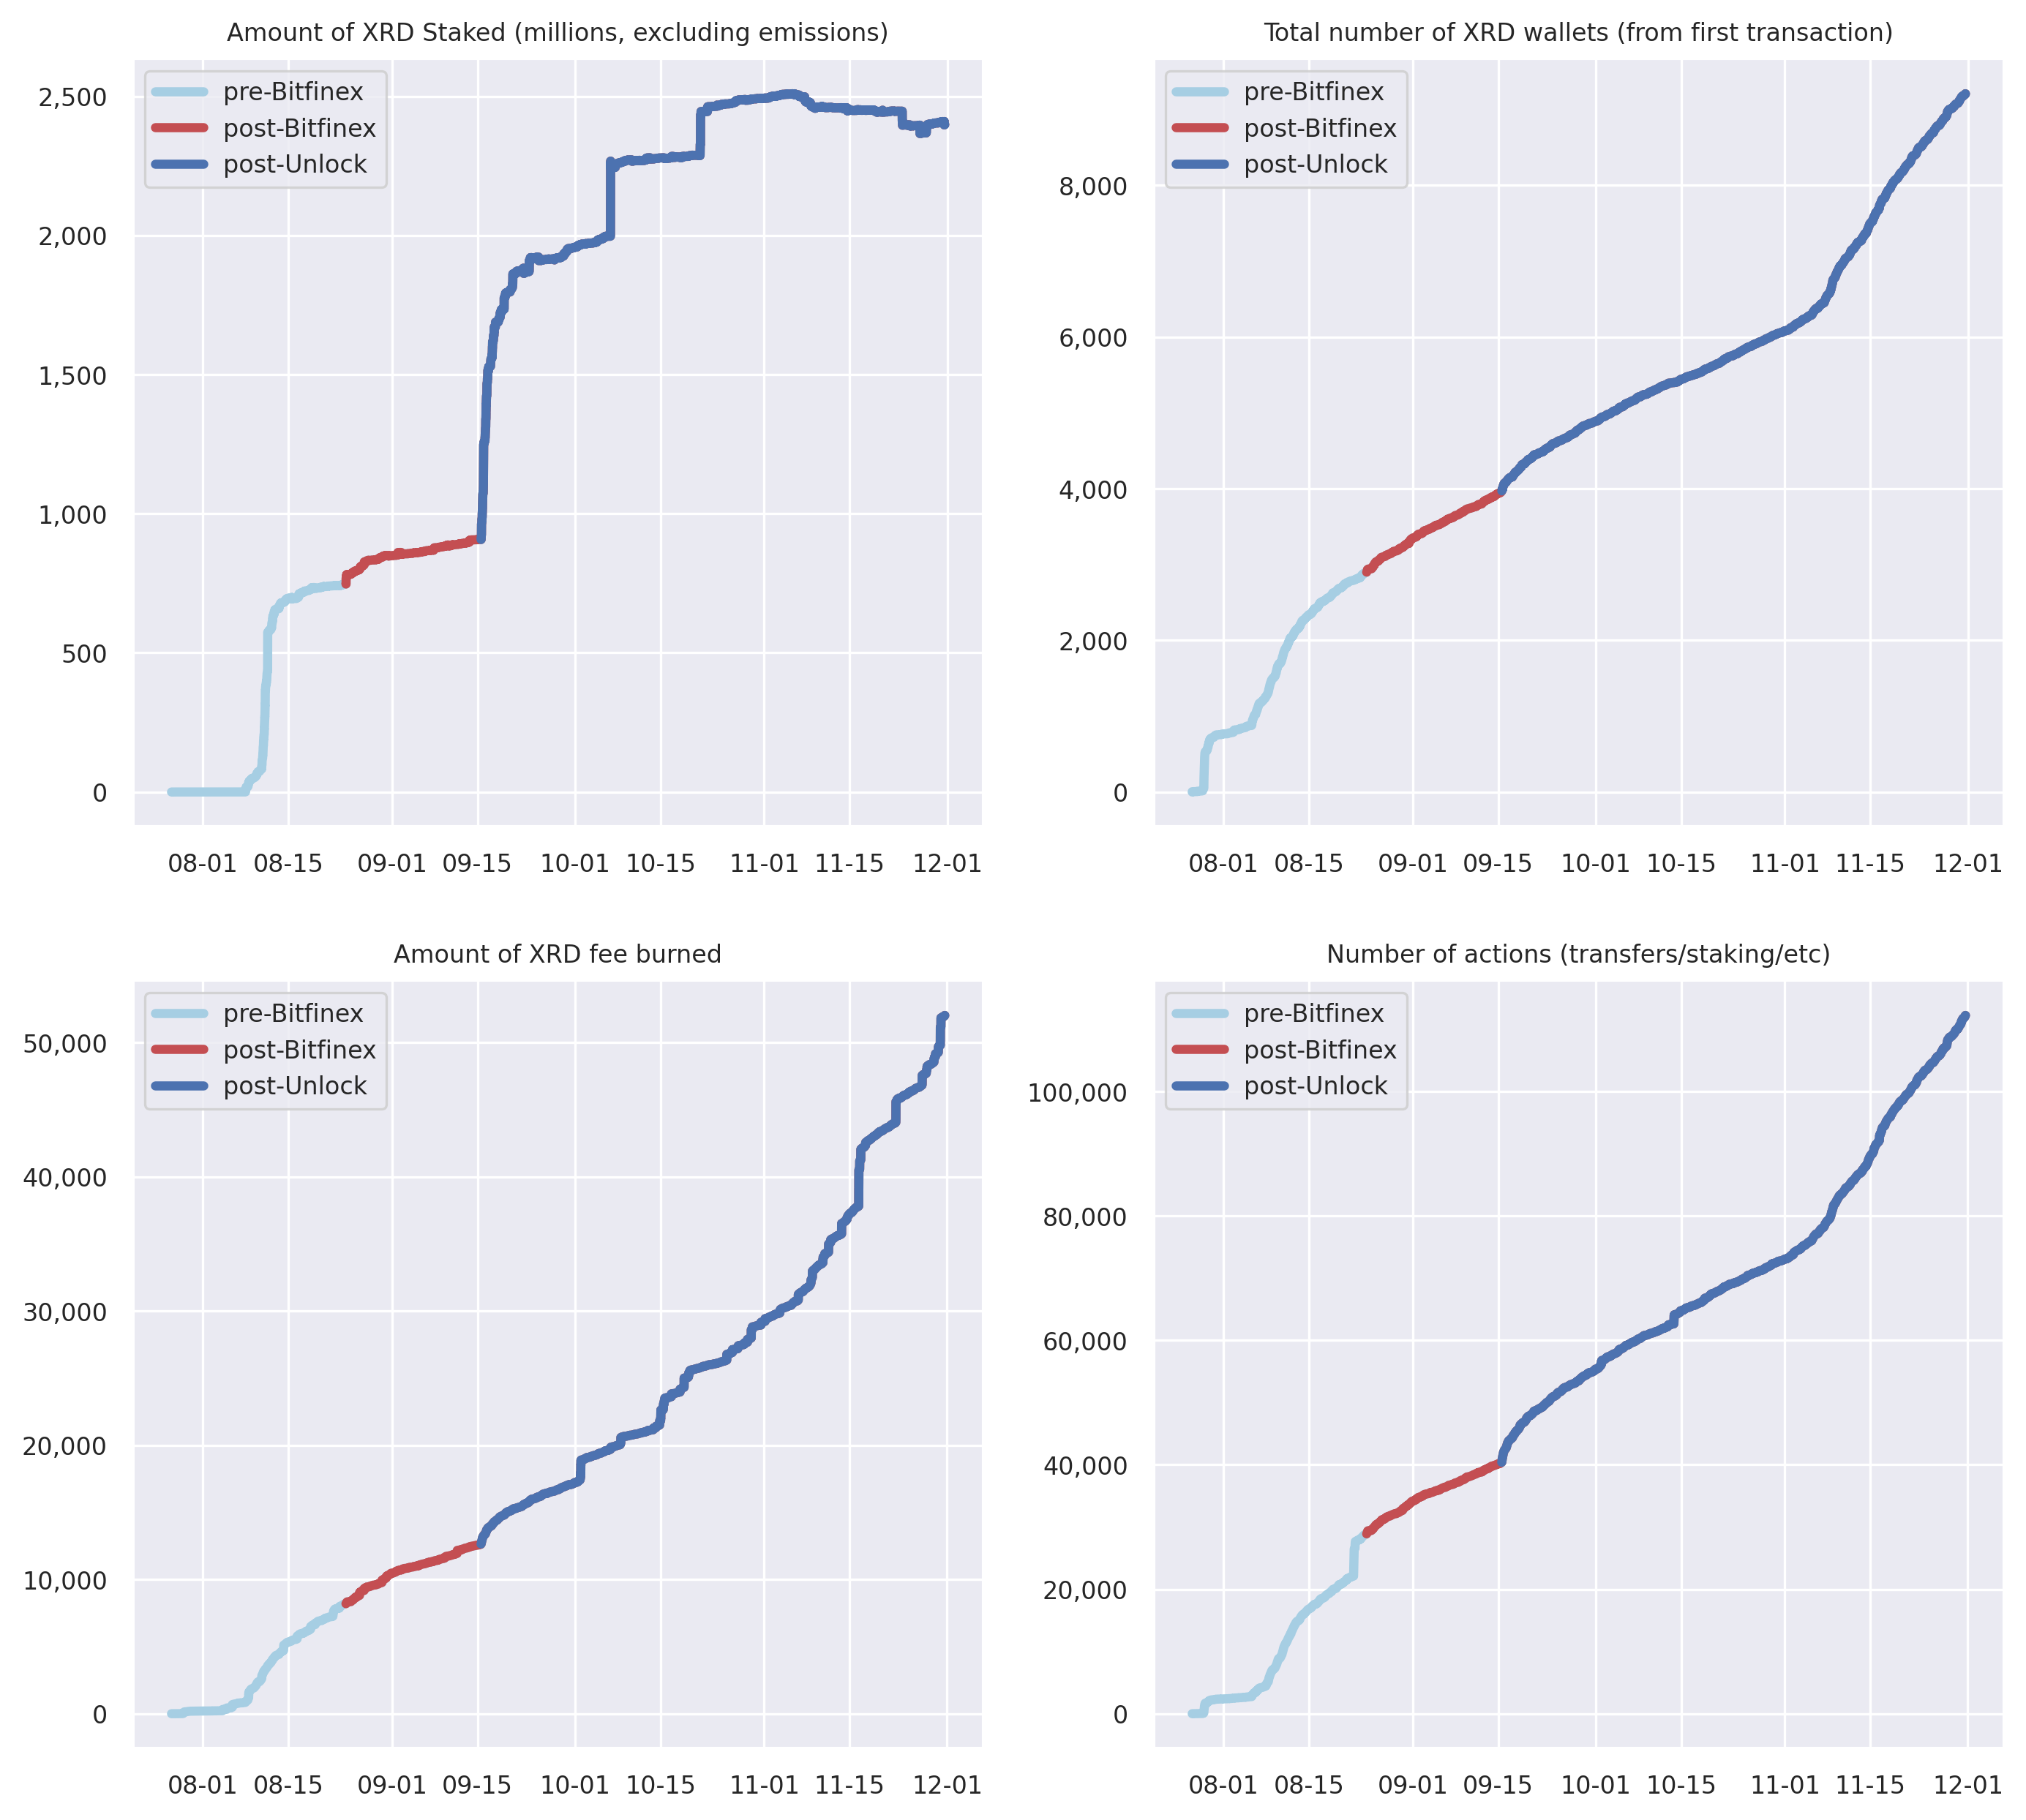 Amount of XRD Staked (millions, excluding emissions)
pre-Bitfinex
post-Bitfinex
post-Unlock
2,500
2,000
1,500
1,000
500
0
08-01 08-15 09-01 09-15 10-01 10-15 11-01 11-15 12-01
Total number of XRD wallets (from first transaction)
pre-Bitfinex
post-Bitfinex
post-Unlock
8,000
6,000
4,000
2,000
0
08-01 08-15 09-01 09-15 10-01 10-15 11-01 11-15 12-01
Amount of XRD fee burned
pre-Bitfinex
post-Bitfinex
post-Unlock
50,000
40,000
30,000
20,000
10,000
0
08-01 08-15 09-01 09-15 10-01 10-15 11-01 11-15 12-01
Number of actions (transfers/staking/etc)
pre-Bitfinex
post-Bitfinex
post-Unlock
100,000
80,000
60,000
40,000
20,000
0
08-01 08-15 09-01 09-15 10-01 10-15 11-01 11-15 12-01